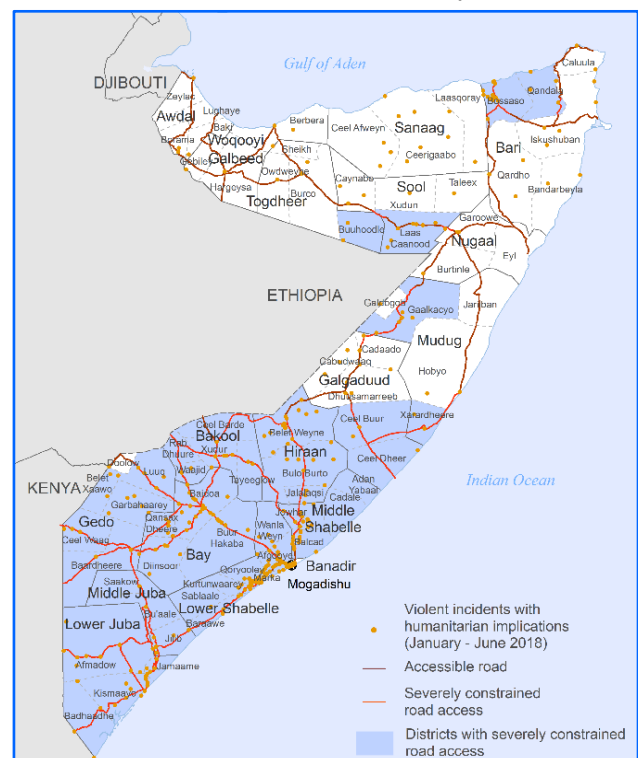 Gulf of Aden
DJIBOUTI
Caluula
Qandala
Zeylac
Laasqoray
Bossaso
Lughaye
Awdal
Berbera
Ceel Afweyn
Sanaag
Baki
Borama
Woqooyi
Iskushuban
Sheikh
Bari
Gebiley
Galbeed
Ceerigaabo
Owdweyne
Qardho
Caynabo
Sool
Taleex
Hargeysa
Burco
Bandarbeyla
Togdheer
Xudun
Garoowe
Buuhoodle
Laas
Caanood
Nugaal
Eyl
Burtinle
ETHIOPIA
Galdogob
Jariiban
Gaalkacyo
Mudug
Cadaado
Cabudwaaq
Hobyo
Galgaduud
Dhuusamarreeb
Xarardheere
Ceel Barde
Ceel Buur
Bakool
Belet Weyne
Rab
Xudur
Hiraan
Doolow
Dhuure
Ceel Dheer
KENYA
Belet
Luuq
Waajid
Bulo Burto
Indian Ocean
Xaawo
Tayeeglow
Adan
Baidoa
Yabaal
Garbahaarey
Jalalaqsi
Cadale
Gedo
Qansax
Jowhar
Middle
Dheere
Wanla
Shabelle
Buur
Weyn
Ceel Waaq
Hakaba
Balcad
Bay
Afgooye
Baardheere
Diinsoor
Banadir
Qoryooley
Saakow
Kurtunwaarey
Marka
Mogadishu
Middle Juba
Sablaale
Bu'aale
Lower Shabelle
Lower Juba
Baraawe
Jilib
Afmadow
Jamaame
Kismaayo
Badhaadhe
Violent incidents with
humanitarian implications
(January - June 2018)
Accessible road
Severely constrained
road access
Districts with severely constrained
road access